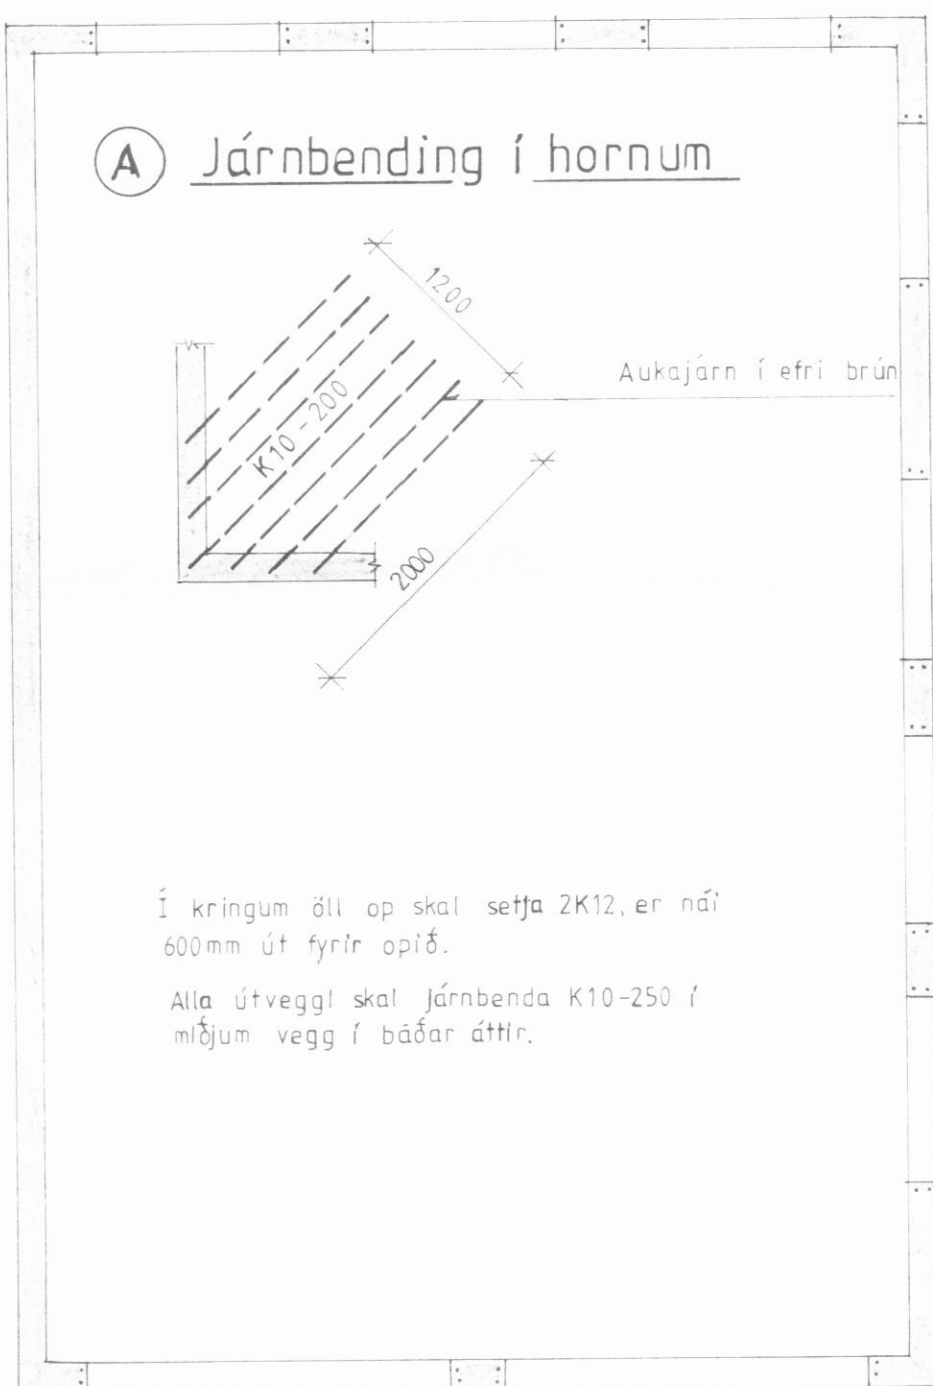 A Járnbending í hornum
1200
Aukajárn í efri brún
K10-200
2000
Í kringum öll op skal setja 2K12, er nái
600mm út fyrir opið.
Alla útveggi skal járnbenda K10-250 í
miðjum vegg í báðar áttir.